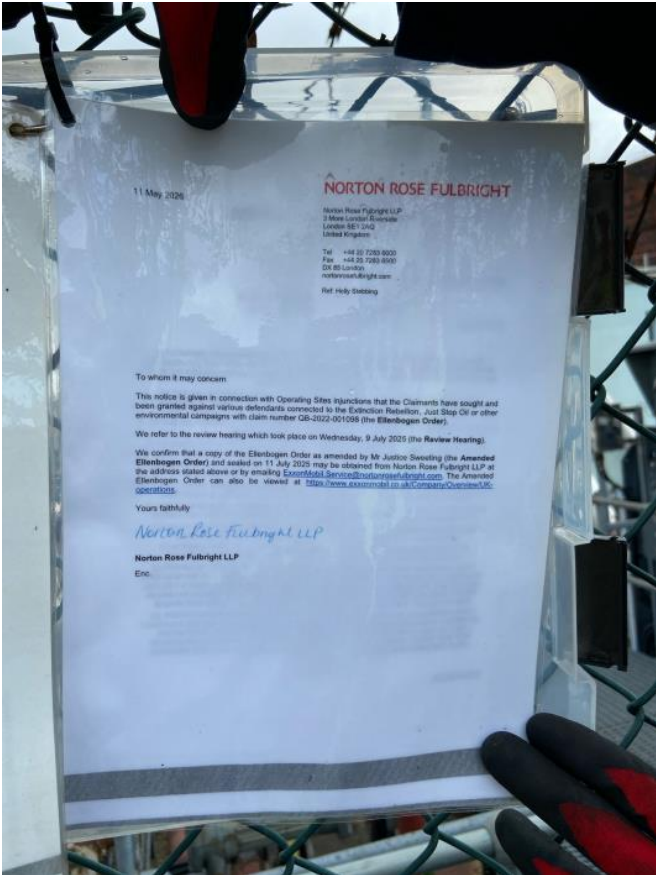 11 May 2026
NORTON ROSE FULBRIGHT
Norton Rose Fulbright LLP
3 More London Riverside
London SE1 2AQ
United Kingdom
Tel +44 20 7283 6000
Fax +44 20 7283 6500
DX 85 London
nortonrosefulbright.com
Ref: Holly Stebbing
To whom it may concern
This notice is given in connection with Operating Sites injunctions that the Claimants have sought and
been granted against various defendants connected to the Extinction Rebellion, Just Stop Oil or other
environmental campaigns with claim number QB-2022-001098 (the Ellenbogen Order).
We refer to the review hearing which took place on Wednesday, 9 July 2025 (the Review Hearing).
We confirm that a copy of the Ellenbogen Order as amended by Mr Justice Sweeting (the Amended
Ellenbogen Order) and sealed on 11 July 2025 may be obtained from Norton Rose Fulbright LLP at
the address stated above or by emailing ExxonMobil.Service@nortonrosefulbright.com. The Amended
Ellenbogen Order can also be viewed at https://www.exxonmobil.co.uk/Company/Overview/UK-
operations.
Yours faithfully
Norton Rose Fulbright LLP
Norton Rose Fulbright LLP
Enc.